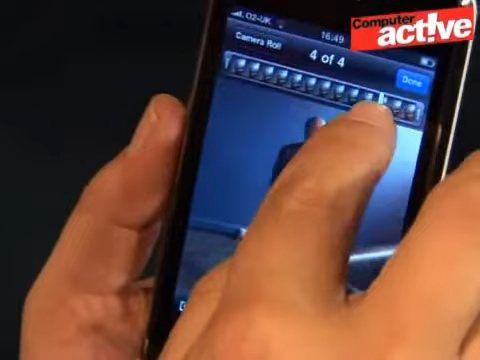 Computer
active
O2-UK
16:49
Camera Roll
4 of 4
Done